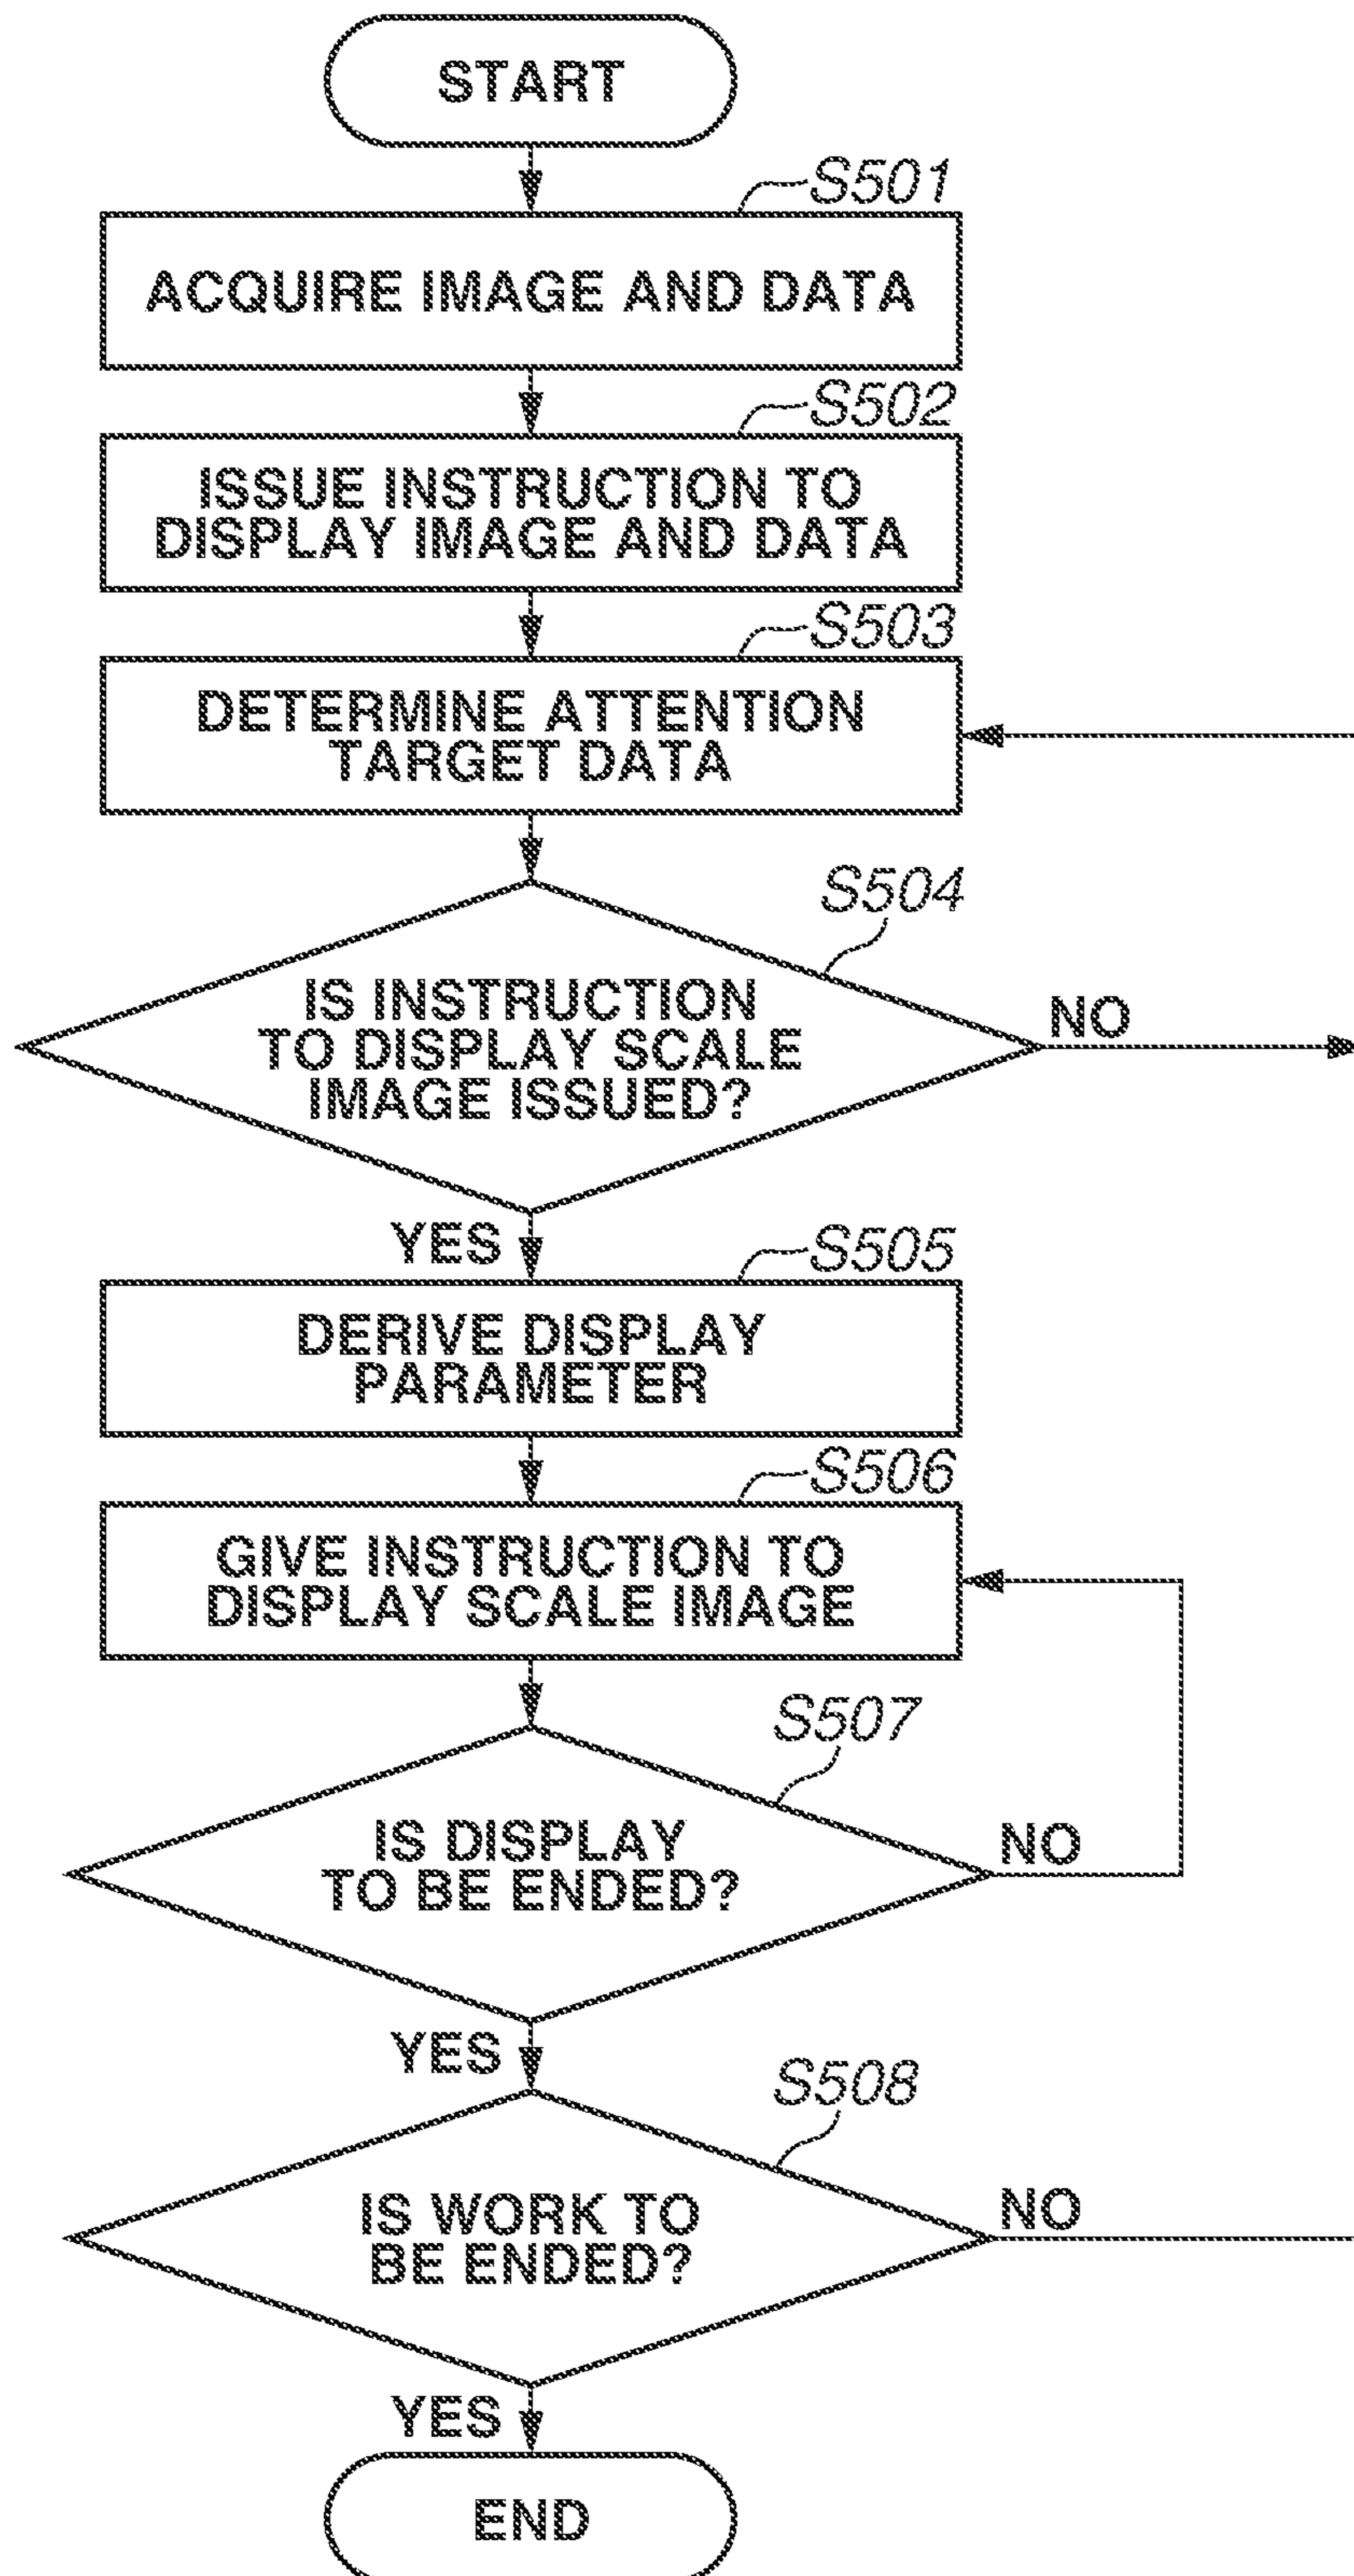 START
S501
ACQUIRE IMAGE AND DATA
S502
ISSUE INSTRUCTION TO
DISPLAY IMAGE AND DATA
S503
DETERMINE ATTENTION
TARGET DATA
S504
IS INSTRUCTION
TO DISPLAY SCALE
IMAGE ISSUED?
NO
YES
S505
DERIVE DISPLAY
PARAMETER
S506
GIVE INSTRUCTION TO
DISPLAY SCALE IMAGE
S507
IS DISPLAY
TO BE ENDED?
NO
YES
S508
IS WORK TO
BE ENDED?
NO
YES
END